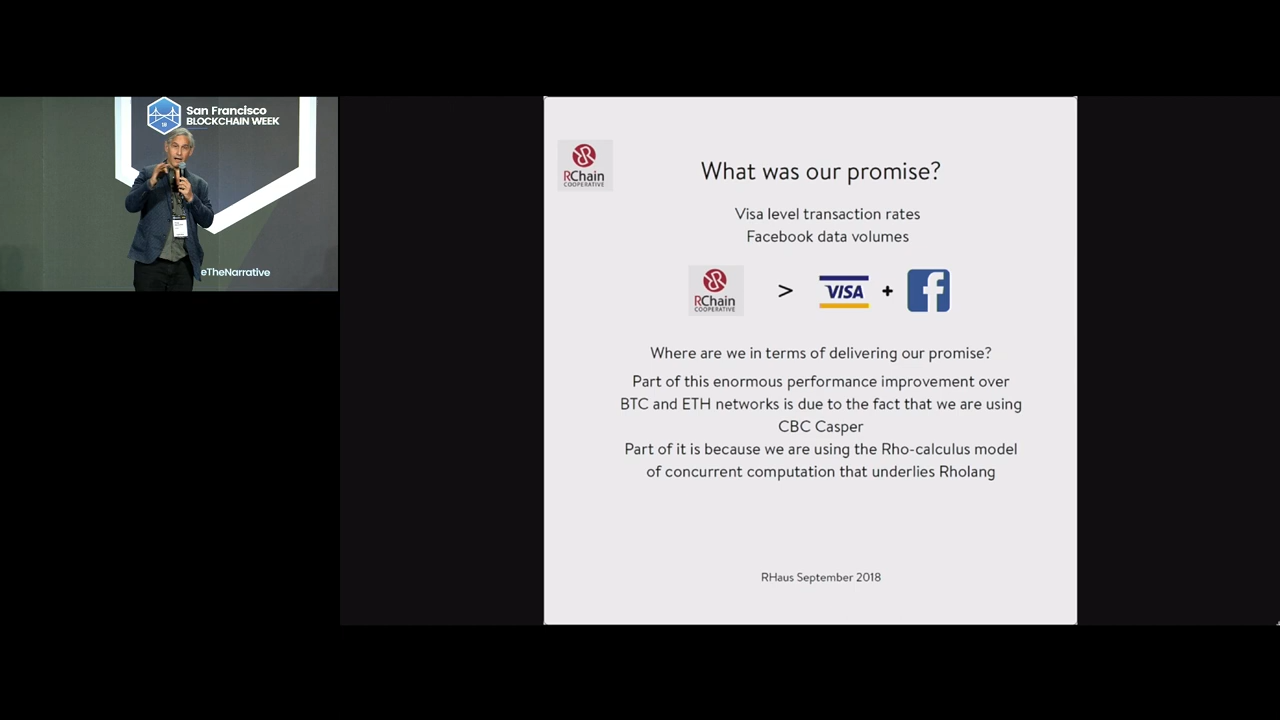 San Francisco
BLOCKCHAIN WEEK
eTheNarrative
RChain
COOPERATIVE
What was our promise?
Visa level transaction rates
Facebook data volumes
RChain
COOPERATIVE
>
VISA
+
f
Where are we in terms of delivering our promise?
Part of this enormous performance improvement over
BTC and ETH networks is due to the fact that we are using
CBC Casper
Part of it is because we are using the Rho-calculus model
of concurrent computation that underlies Rholang
RHaus September 2018